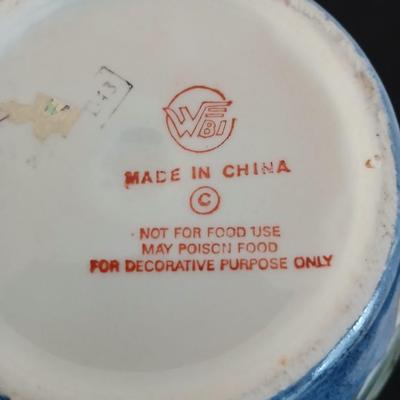 WEBI
MADE IN CHINA
©
NOT FOR FOOD USE
MAY POISON FOOD
FOR DECORATIVE PURPOSE ONLY